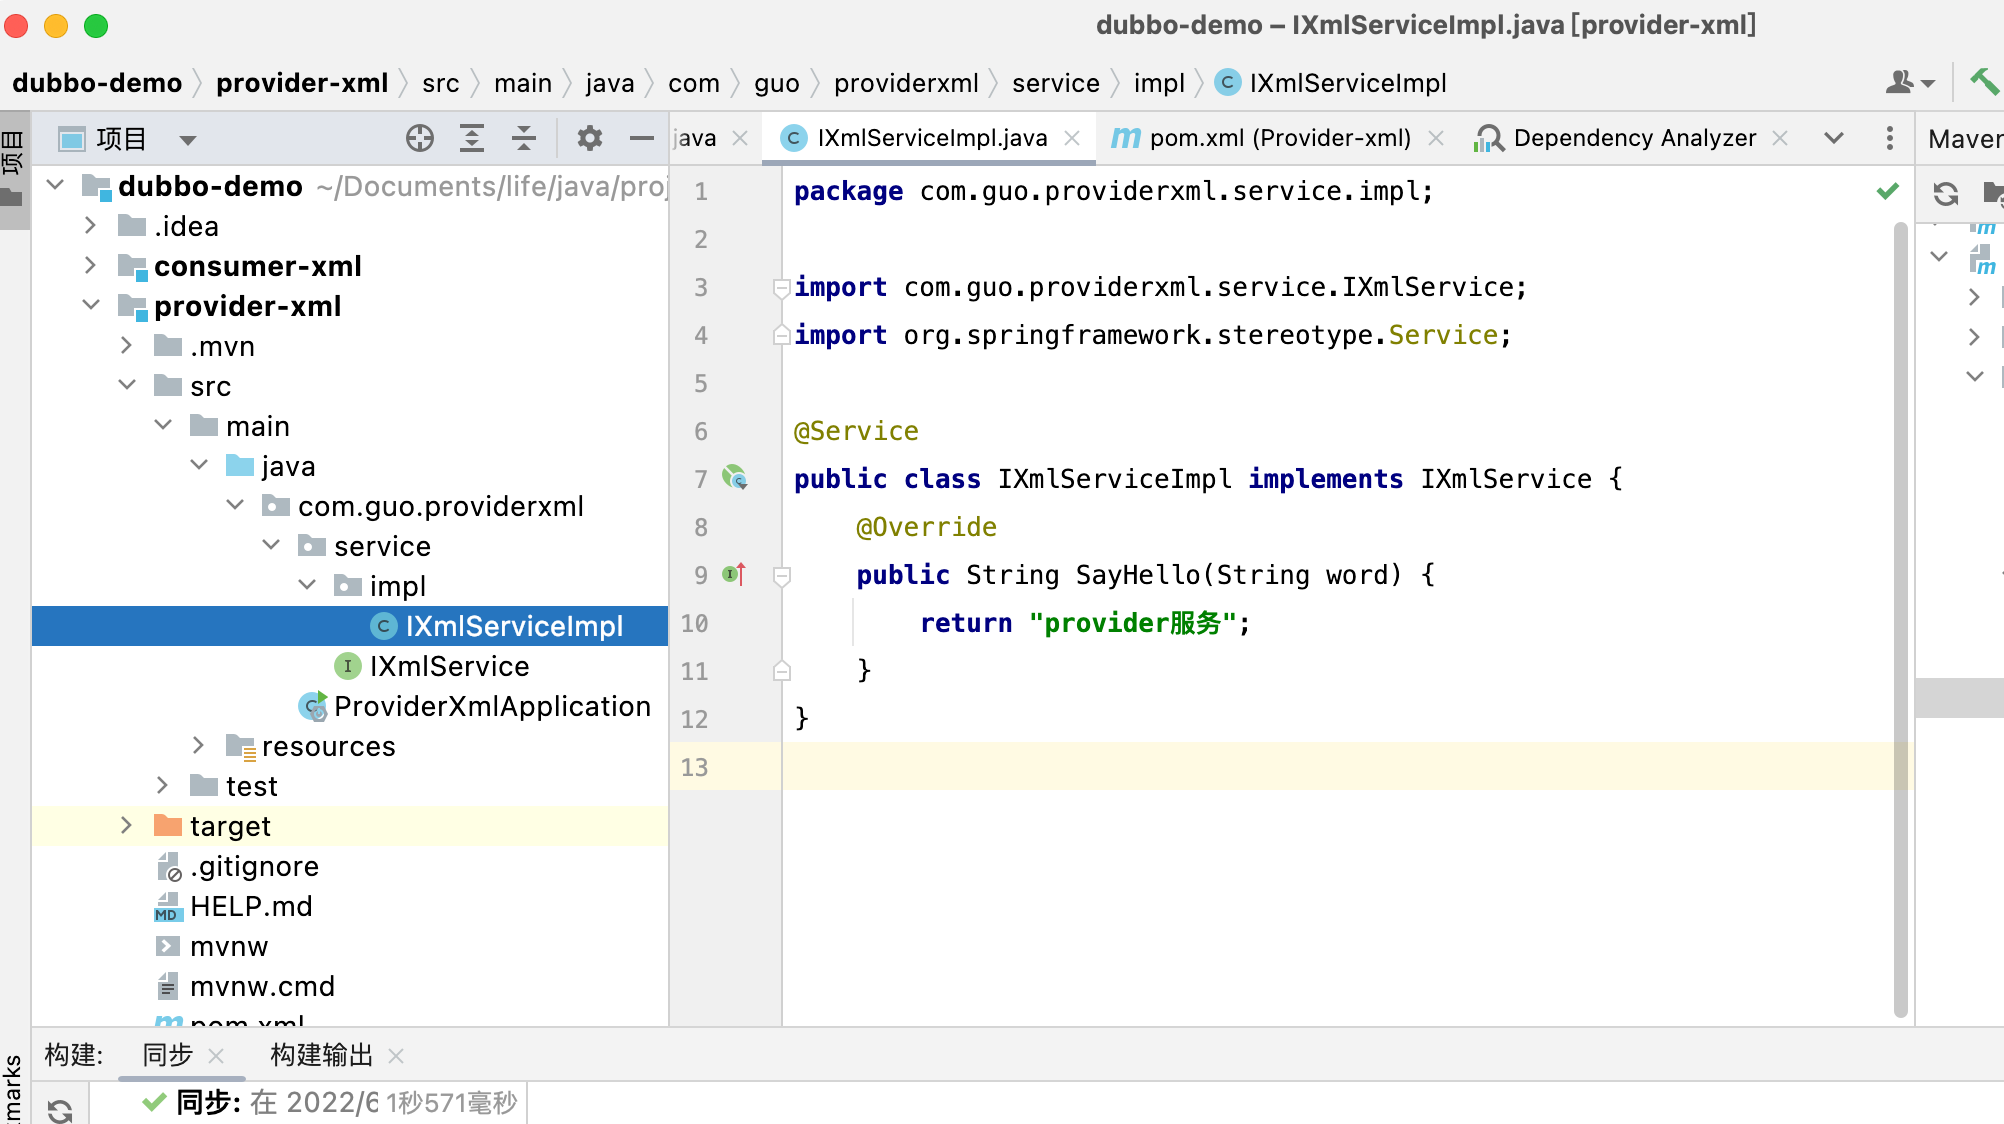 dubbo-demo – IXmlServiceImpl.java [provider-xml]
dubbo-demo provider-xml src main java com guo providerxml service impl IXmlServiceImpl
项目
项目
java
IXmlServiceImpl.java
pom.xml (Provider-xml)
Dependency Analyzer
Maven
dubbo-demo ~/Documents/life/java/proj
.idea
consumer-xml
provider-xml
.mvn
src
main
java
com.guo.providerxml
service
impl
IXmlServiceImpl
IXmlService
ProviderXmlApplication
resources
test
target
.gitignore
HELP.md
mvnw
mvnw.cmd
pom.xml
1 package com.guo.providerxml.service.impl;
2
3 import com.guo.providerxml.service.IXmlService;
4 import org.springframework.stereotype.Service;
5
6 @Service
7 public class IXmlServiceImpl implements IXmlService {
8 @Override
9 public String SayHello(String word) {
10 return "provider服务";
11 }
12 }
13
构建: 同步 构建输出
同步: 在 2022/6 1秒571毫秒
marks